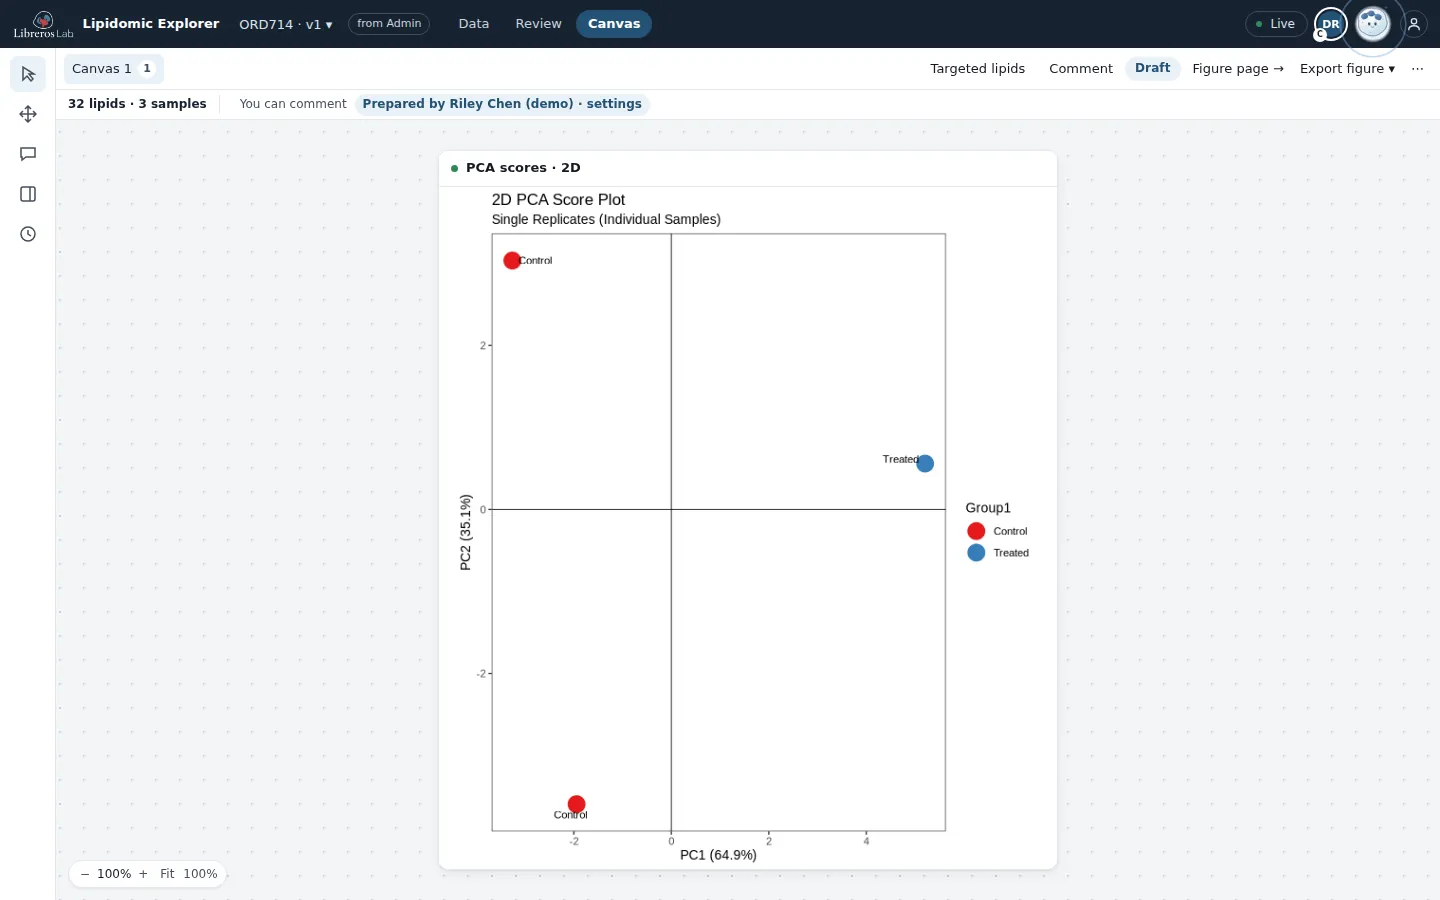 Libreros Lab
Lipidomic Explorer
ORD714 · v1 ▾
from Admin
Data
Review
Canvas
Live
DR
C
Canvas 1 1
Targeted lipids
Comment
Draft
Figure page →
Export figure ▾
⋯
32 lipids · 3 samples
You can comment
Prepared by Riley Chen (demo) · settings
PCA scores · 2D
2D PCA Score Plot
Single Replicates (Individual Samples)
Control
2
Treated
0
Group1
Control
Treated
PC2 (35.1%)
-2
Control
-2 0 2 4
PC1 (64.9%)
− 100% + Fit 100%